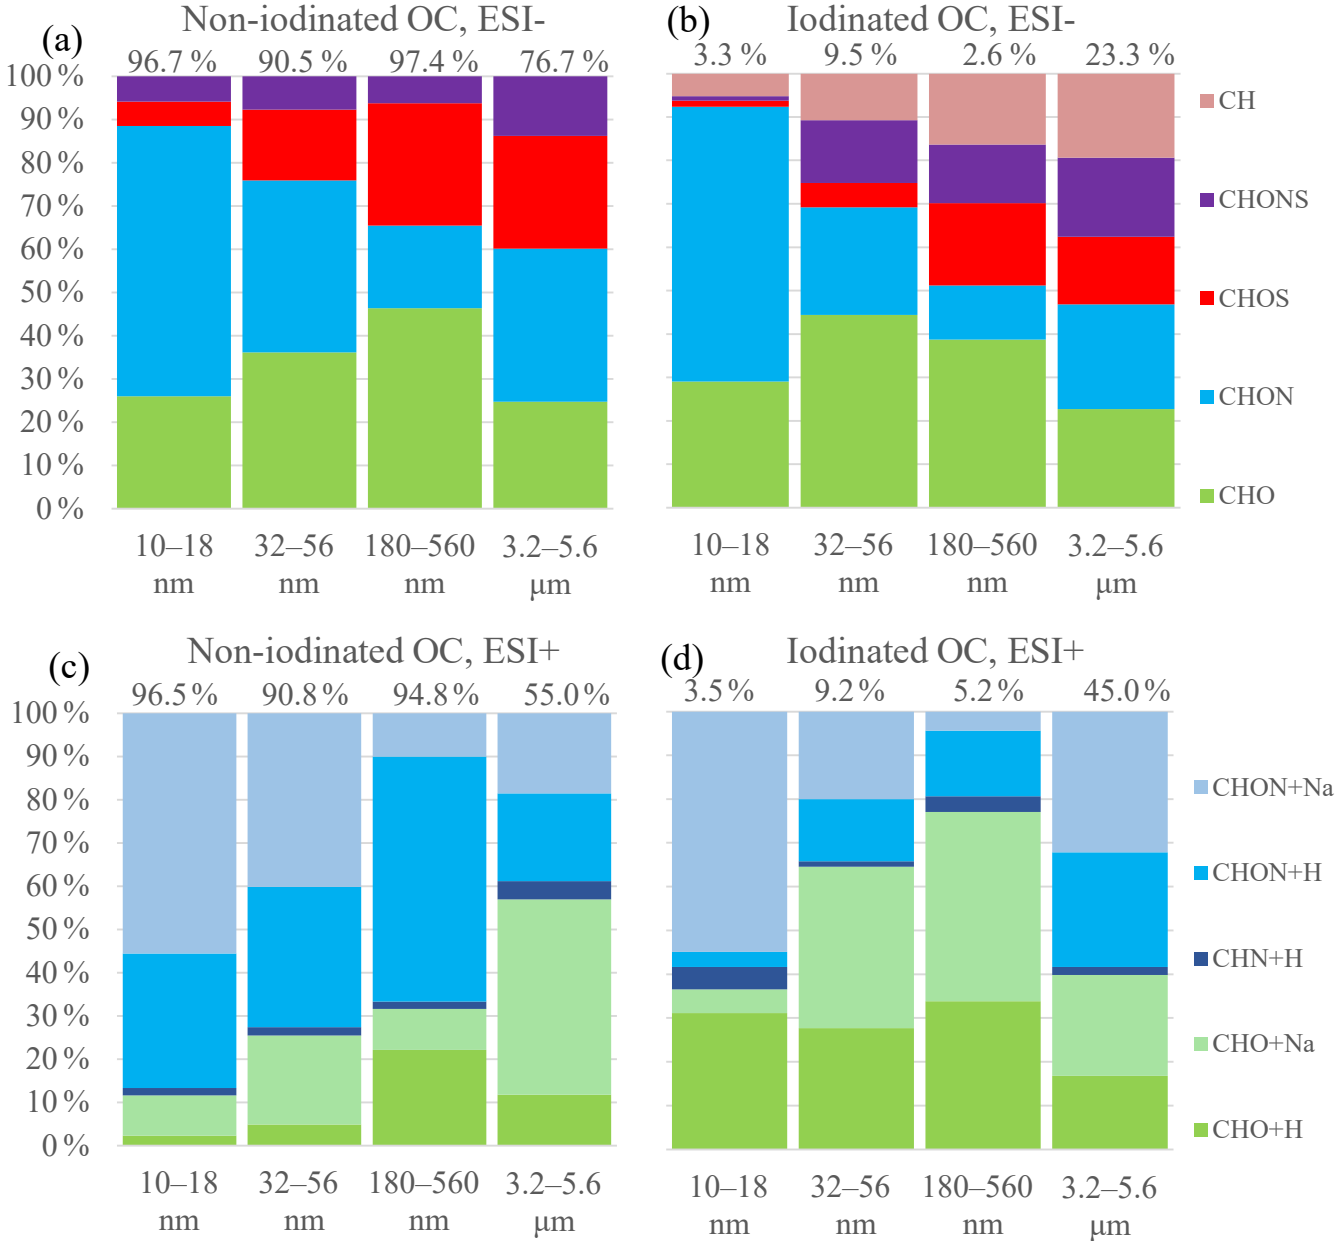 (a)
Non-iodinated OC, ESI-
96.7 % 90.5 % 97.4 % 76.7 %
100 %
90 %
80 %
70 %
60 %
50 %
40 %
30 %
20 %
10 %
0 %
10–18 32–56 180–560 3.2–5.6
nm nm nm μm
(b)
Iodinated OC, ESI-
3.3 % 9.5 % 2.6 % 23.3 %
10–18 32–56 180–560 3.2–5.6
nm nm nm μm
CH
CHONS
CHOS
CHON
CHO
(c)
Non-iodinated OC, ESI+
96.5 % 90.8 % 94.8 % 55.0 %
100 %
90 %
80 %
70 %
60 %
50 %
40 %
30 %
20 %
10 %
0 %
10–18 32–56 180–560 3.2–5.6
nm nm nm μm
(d)
Iodinated OC, ESI+
3.5 % 9.2 % 5.2 % 45.0 %
10–18 32–56 180–560 3.2–5.6
nm nm nm μm
CHON+Na
CHON+H
CHN+H
CHO+Na
CHO+H